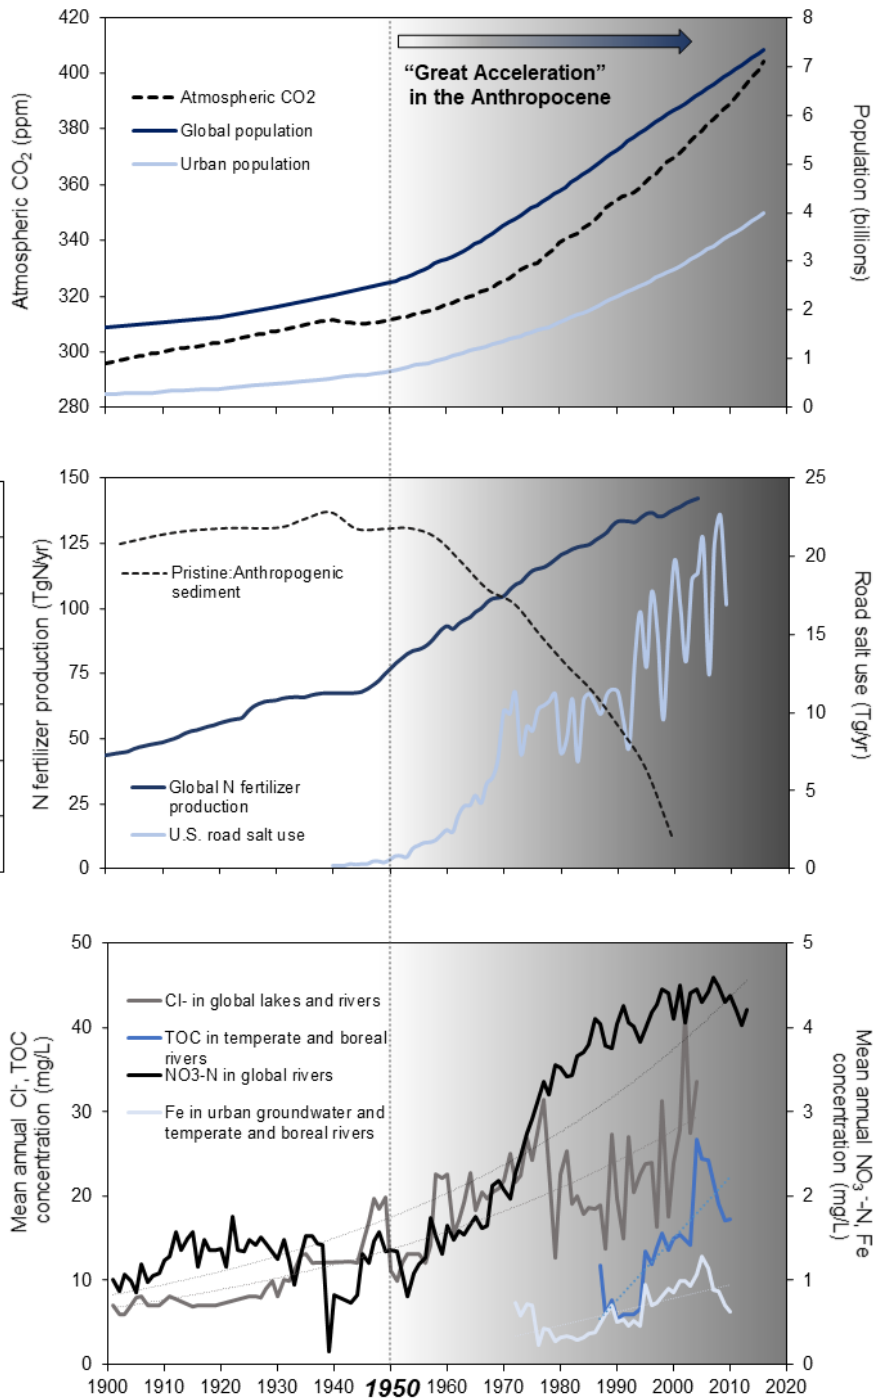 420
400
380
360
340
320
300
280
Atmospheric CO2 (ppm)
8
7
6
5
4
3
2
1
0
Population (billions)
"Great Acceleration"
in the Anthropocene
Atmospheric CO2
Global population
Urban population
150
125
100
75
50
25
0
N fertilizer production (TgN/yr)
25
20
15
10
5
0
Road salt use (Tg/yr)
Pristine:Anthropogenic
sediment
Global N fertilizer
production
U.S. road salt use
50
40
30
20
10
0
Mean annual Cl-, TOC
concentration (mg/L)
5
4
3
2
1
0
Mean annual NO3--N, Fe
concentration (mg/L)
Cl- in global lakes and rivers
TOC in temperate and boreal
rivers
NO3-N in global rivers
Fe in urban groundwater and
temperate and boreal rivers
1900 1910 1920 1930 1940 1950 1960 1970 1980 1990 2000 2010 2020